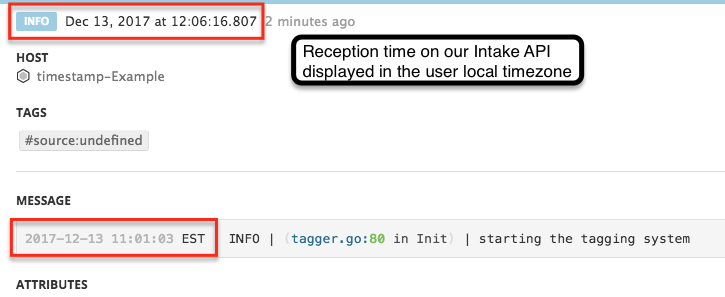 INFO Dec 13, 2017 at 12:06:16.807 2 minutes ago
Reception time on our Intake API
displayed in the user local timezone
HOST
timestamp-Example
TAGS
#source:undefined
MESSAGE
2017-12-13 11:01:03 EST INFO | (tagger.go:80 in Init) | starting the tagging system
ATTRIBUTES